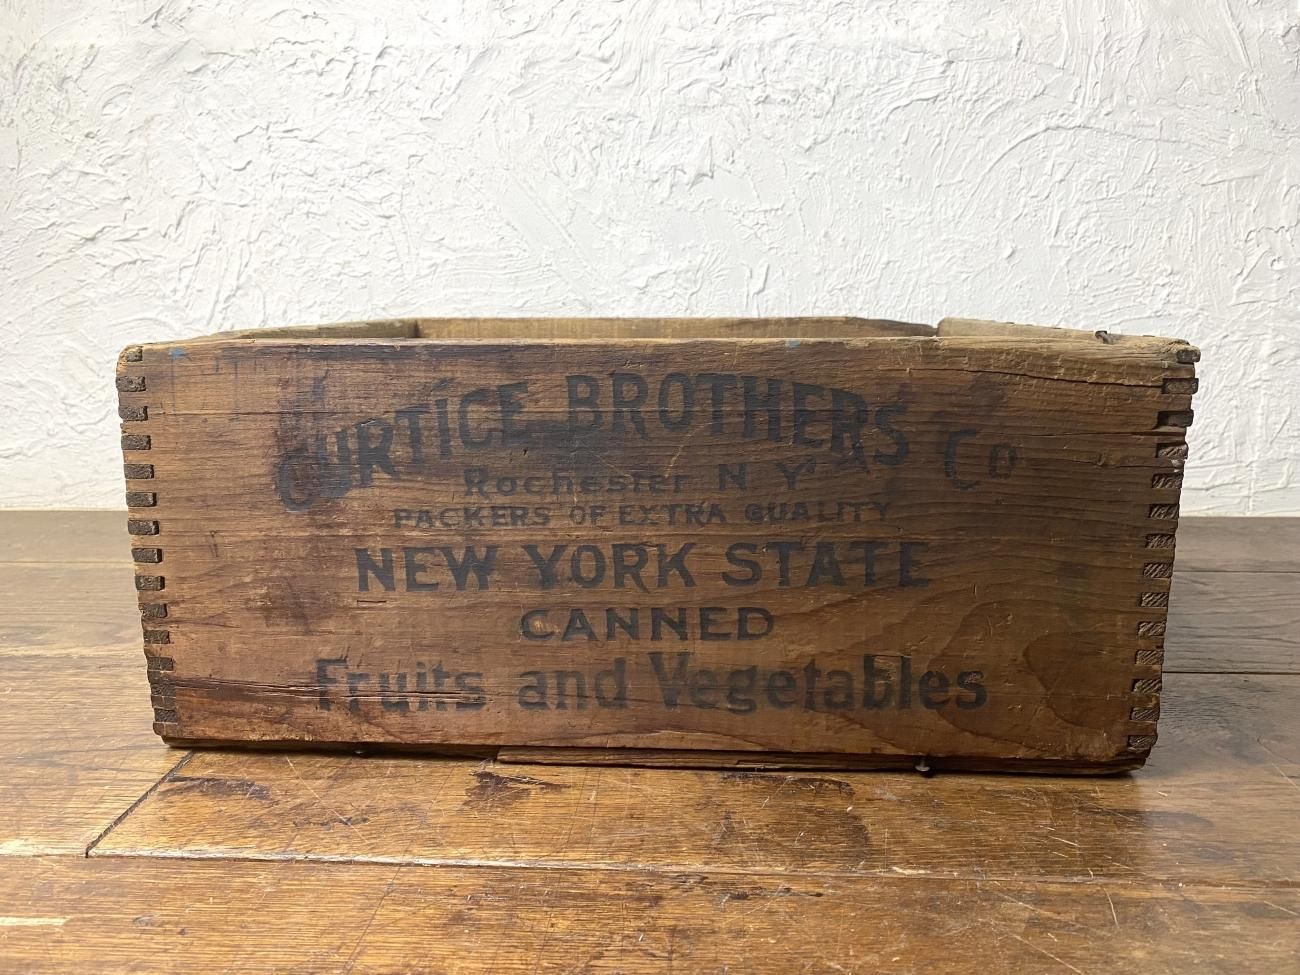 CURTICE BROTHERS Co
Rochester N Y
PACKERS OF EXTRA QUALITY
NEW YORK STATE
CANNED
Fruits and Vegetables